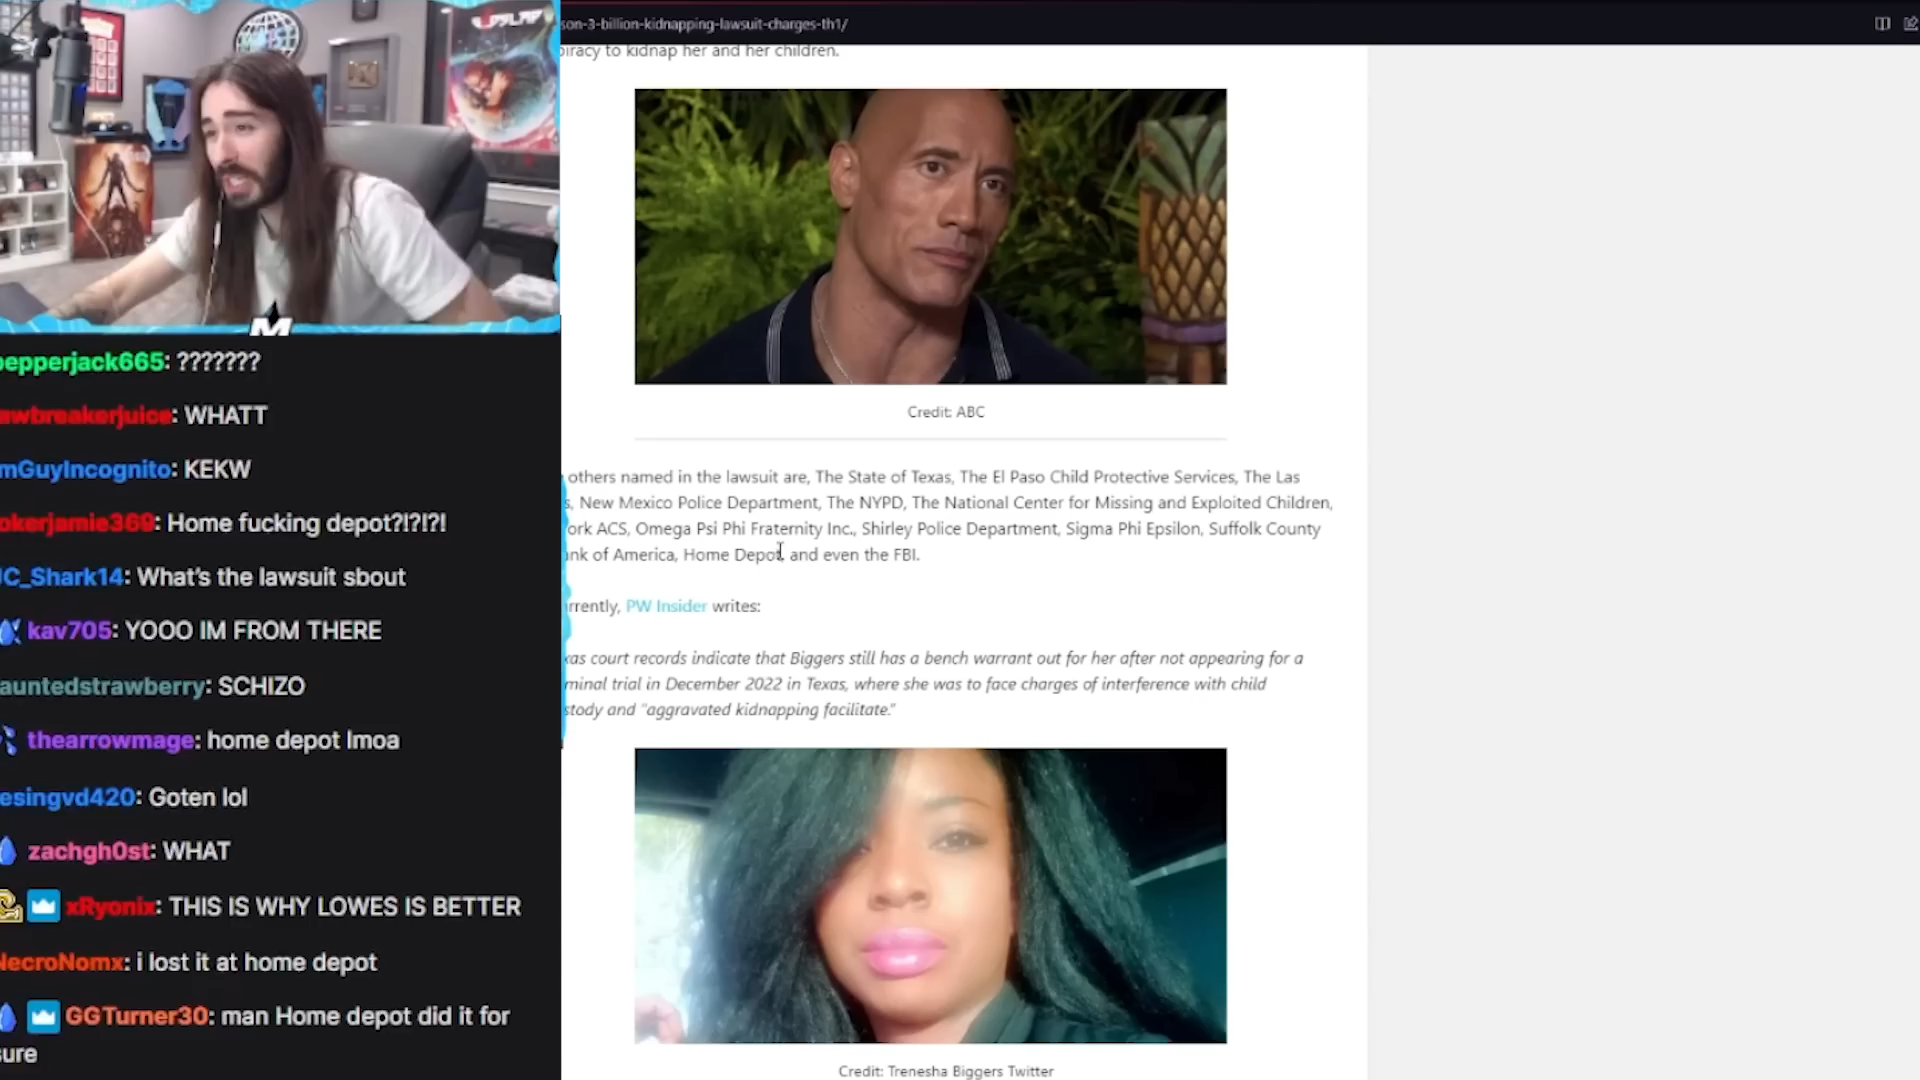 son-3-billion-kidnapping-lawsuit-charges-th1/
piracy to kidnap her and her children.
Credit: ABC
others named in the lawsuit are, The State of Texas, The El Paso Child Protective Services, The Las
s, New Mexico Police Department, The NYPD, The National Center for Missing and Exploited Children,
ork ACS, Omega Psi Phi Fraternity Inc., Shirley Police Department, Sigma Phi Epsilon, Suffolk County
nk of America, Home Depot, and even the FBI.
rrently, PW Insider writes:
xas court records indicate that Biggers still has a bench warrant out for her after not appearing for a
minal trial in December 2022 in Texas, where she was to face charges of interference with child
stody and "aggravated kidnapping facilitate."
Credit: Trenesha Biggers Twitter
M
pepperjack665: ???????
awbreakerjuice: WHATT
mGuyIncognito: KEKW
okerjamie369: Home fucking depot?!?!?!
JC_Shark14: What's the lawsuit sbout
kav705: YOOO IM FROM THERE
auntedstrawberry: SCHIZO
thearrowmage: home depot lmoa
esingvd420: Goten lol
zachgh0st: WHAT
xRyonix: THIS IS WHY LOWES IS BETTER
NecroNomx: i lost it at home depot
GGTurner30: man Home depot did it for
sure